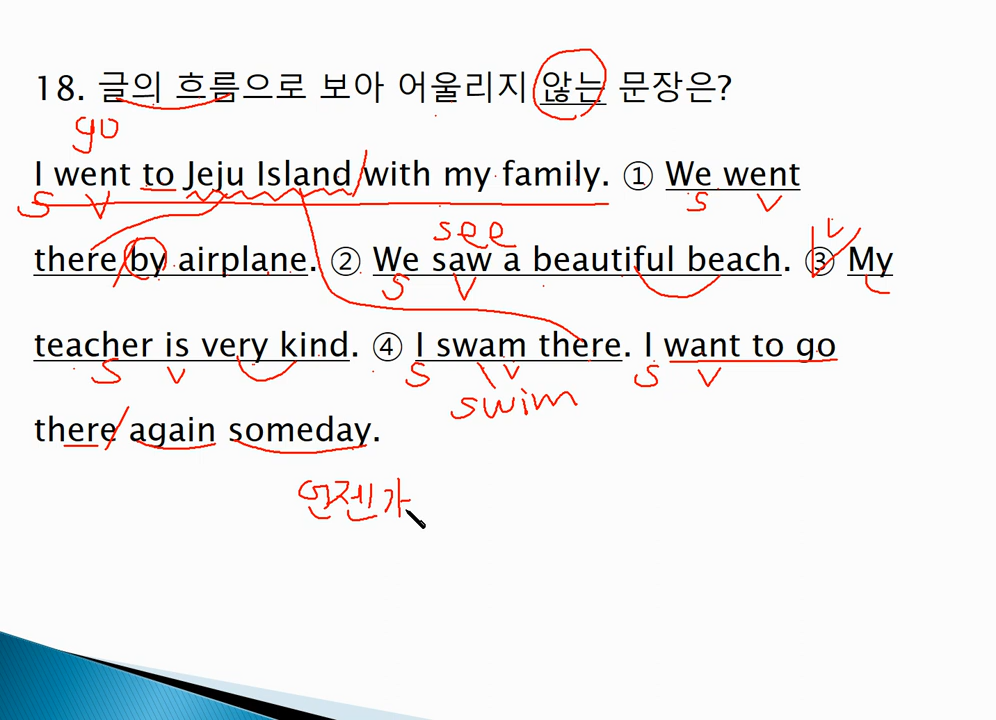 18. 글의 흐름으로 보아 어울리지 않는 문장은?
go
I went to Jeju Island/with my family. ① We went
S V S V
see
there/by airplane. ② We saw a beautiful beach. ③ My
S V
teacher is very kind. ④ I swam there. I want to go
S V S V S V
swim
there/again someday.
언젠가